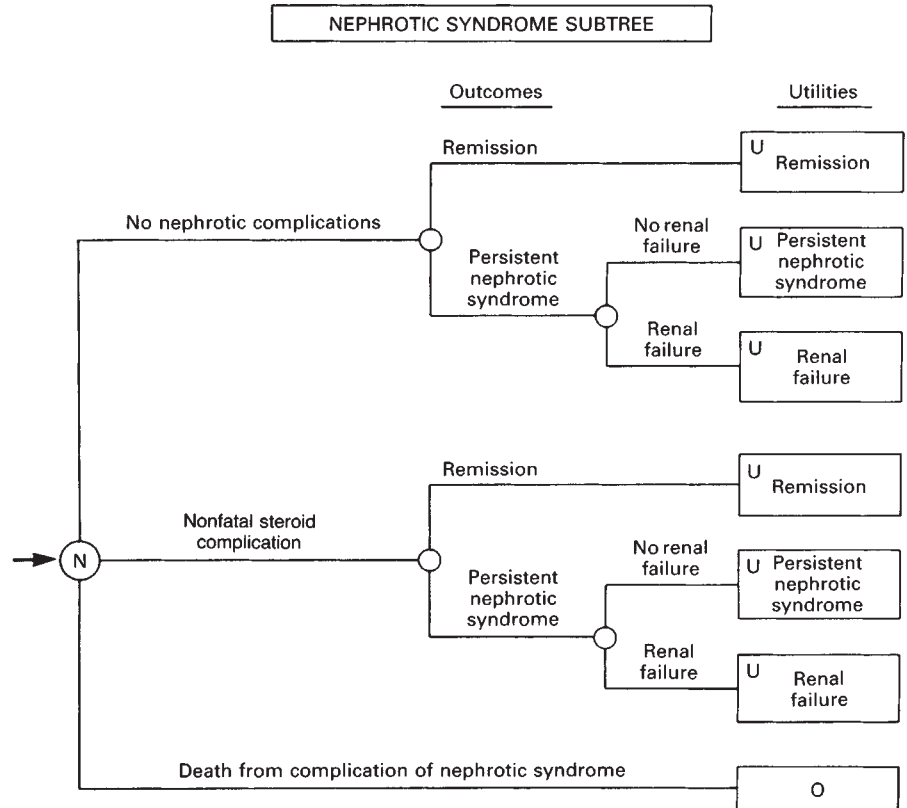 NEPHROTIC SYNDROME SUBTREE
Outcomes
Utilities
Remission
U
Remission
No nephrotic complications
Persistent
nephrotic
syndrome
No renal
failure
U Persistent
nephrotic
syndrome
Renal
failure
U
Renal
failure
Remission
U
Remission
N
Nonfatal steroid
complication
Persistent
nephrotic
syndrome
No renal
failure
U Persistent
nephrotic
syndrome
Renal
failure
U
Renal
failure
Death from complication of nephrotic syndrome
O